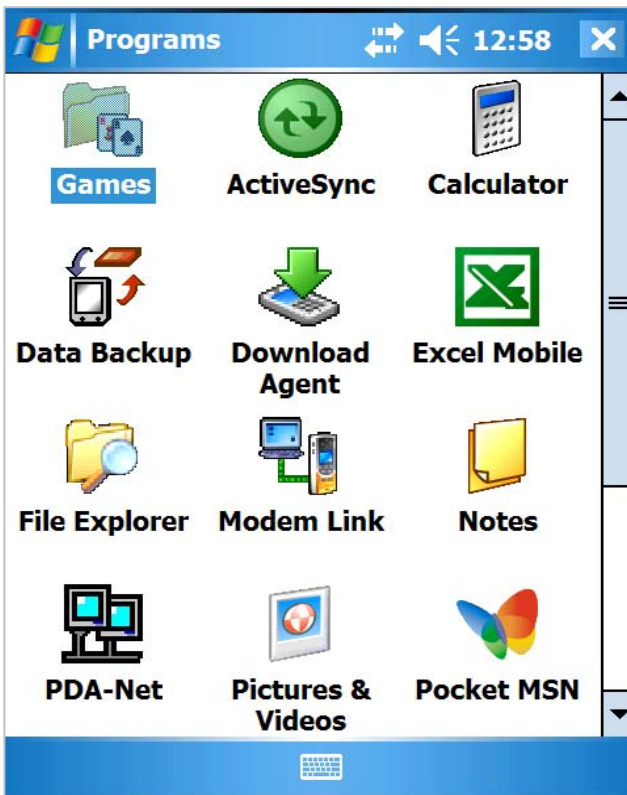 Programs 12:58
Games ActiveSync Calculator
Data Backup Download Agent Excel Mobile
File Explorer Modem Link Notes
PDA-Net Pictures & Videos Pocket MSN